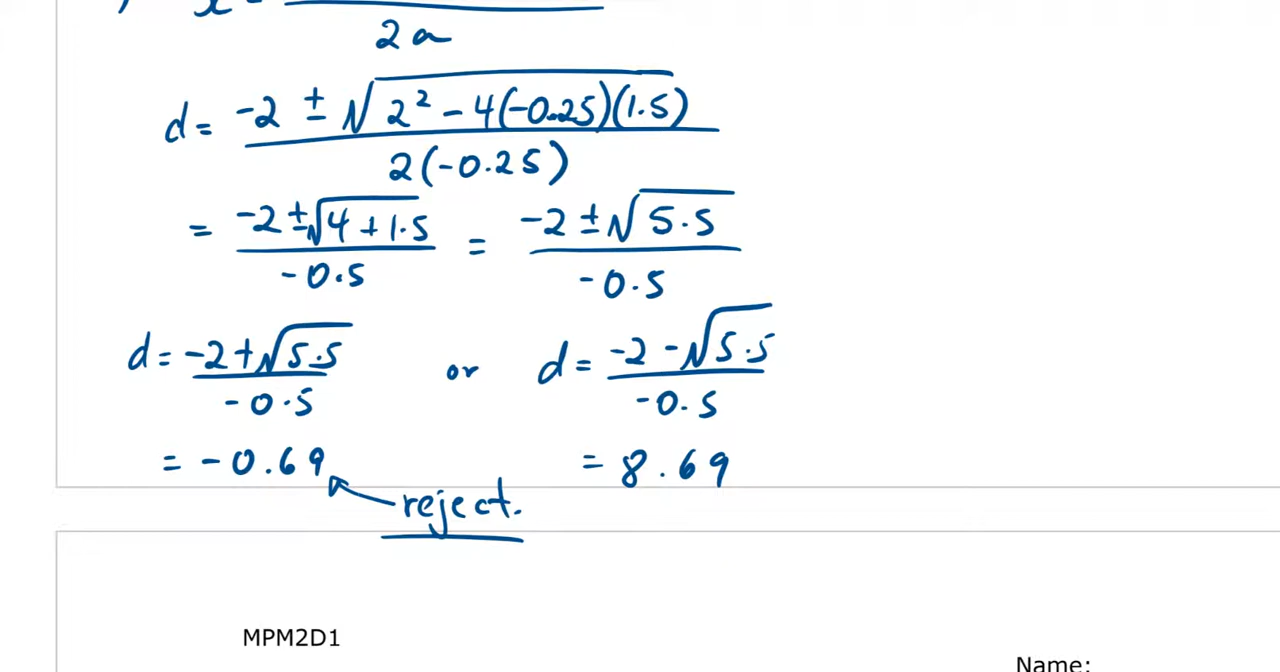 x =
2a
d = -2 ± √(2² - 4(-0.25)(1.5)) / 2(-0.25)
= -2 ± √(4 + 1.5) / -0.5 = -2 ± √5.5 / -0.5
d = -2 + √5.5 / -0.5 or d = -2 - √5.5 / -0.5
= -0.69 = 8.69
reject.
MPM2D1
Name: